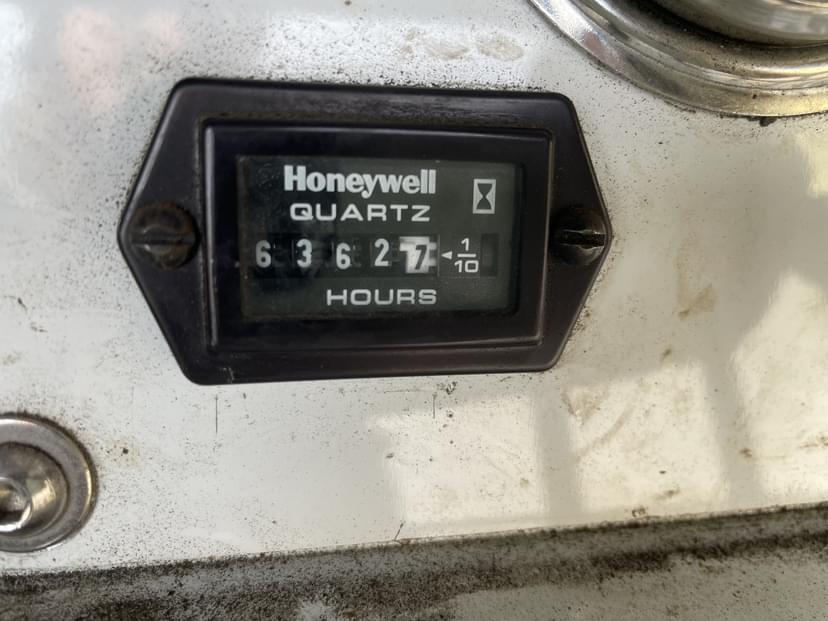 Honeywell
QUARTZ
6 3 6 2 7 1/10
HOURS